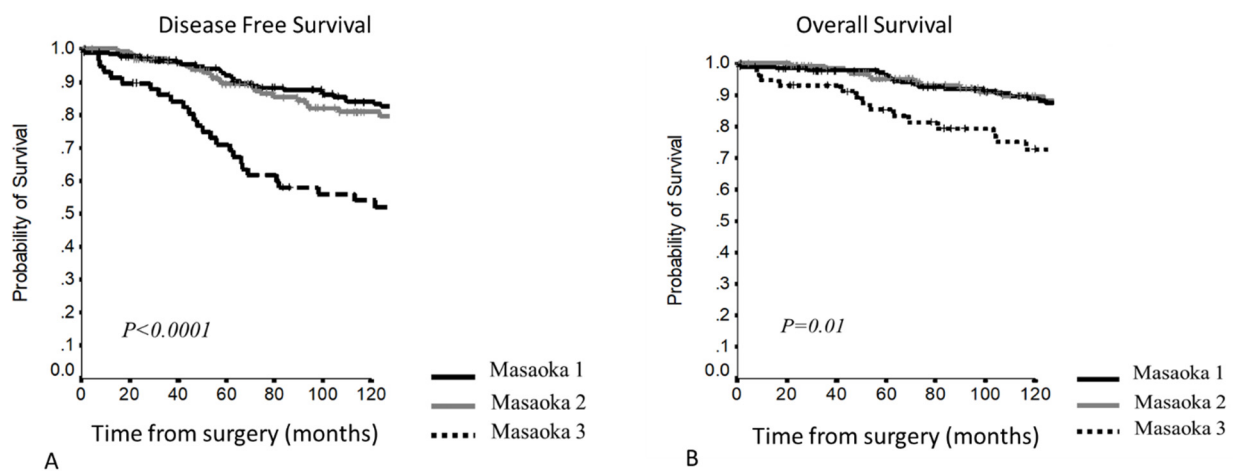 Disease Free Survival
1.0
.9
.8
.7
.6
.5
.4
.3
.2
.1
0.0
Probability of Survival
P<0.0001
0 20 40 60 80 100 120
Time from surgery (months)
Masaoka 1
Masaoka 2
Masaoka 3
A
Overall Survival
1.0
.9
.8
.7
.6
.5
.4
.3
.2
.1
0.0
Probability of Survival
P=0.01
0 20 40 60 80 100 120
Time from surgery (months)
Masaoka 1
Masaoka 2
Masaoka 3
B